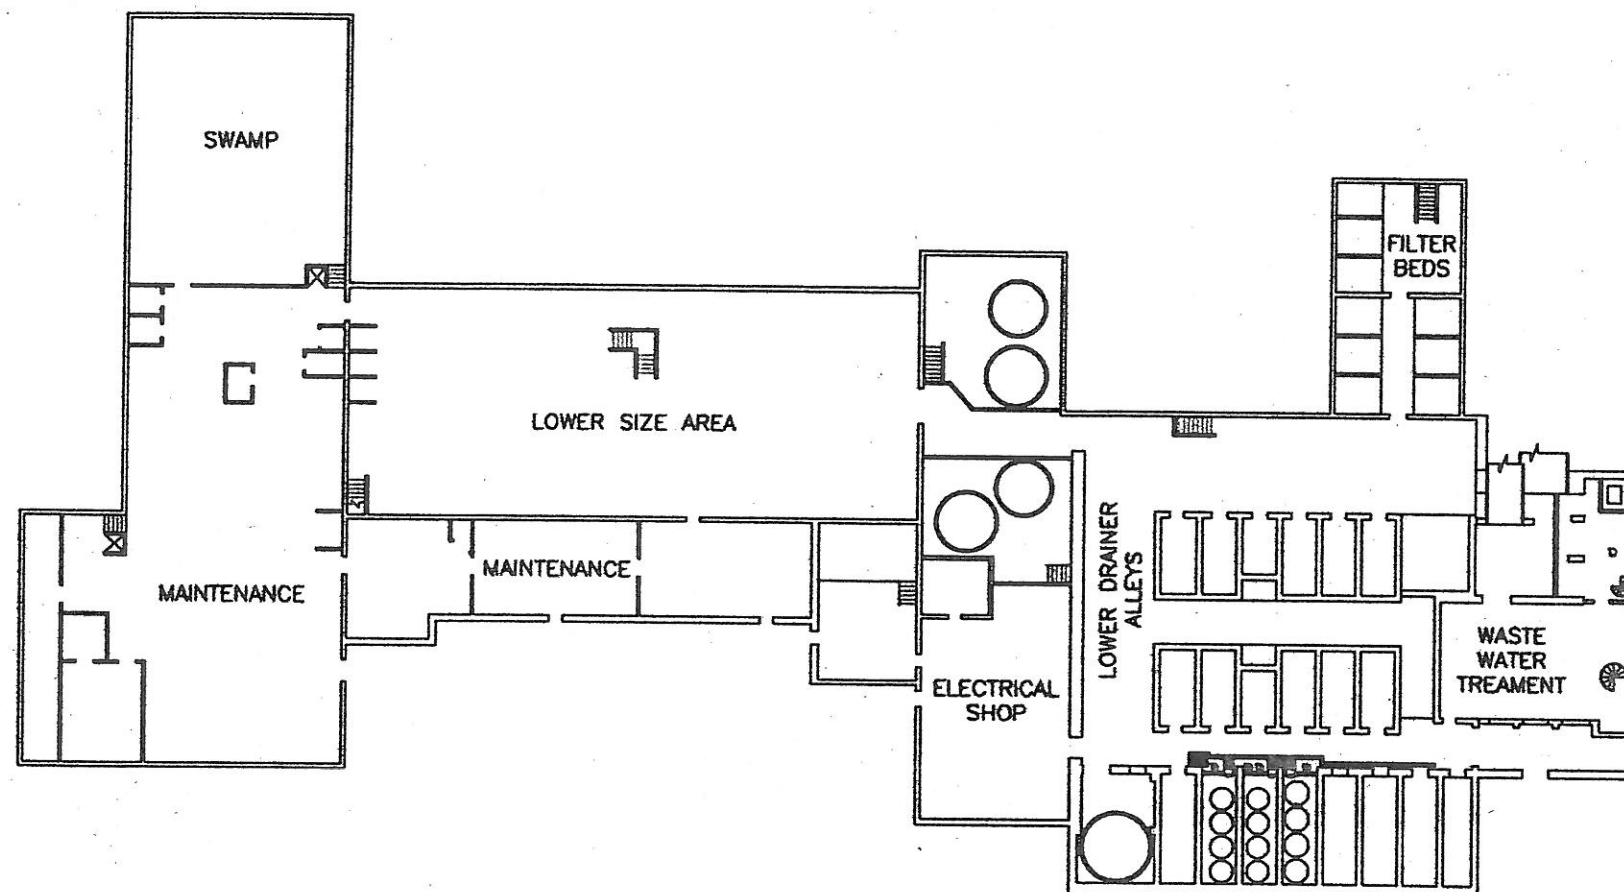 SWAMP
FILTER
BEDS
LOWER SIZE AREA
MAINTENANCE
MAINTENANCE
LOWER DRAINER
ALLEYS
WASTE
WATER
TREAMENT
ELECTRICAL
SHOP